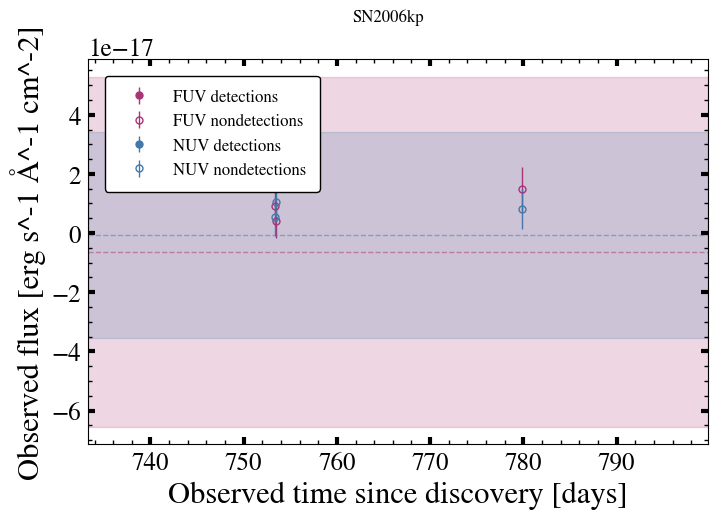 SN2006kp
1e−17
FUV detections
FUV nondetections
NUV detections
NUV nondetections
4
2
0
−2
−4
−6
Observed flux [erg s^-1 Å^-1 cm^-2]
740 750 760 770 780 790
Observed time since discovery [days]